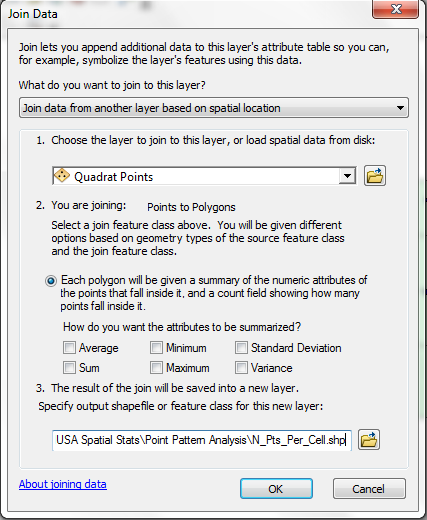 Join Data
Join lets you append additional data to this layer's attribute table so you can,
for example, symbolize the layer's features using this data.
What do you want to join to this layer?
Join data from another layer based on spatial location
1. Choose the layer to join to this layer, or load spatial data from disk:
Quadrat Points
2. You are joining: Points to Polygons
Select a join feature class above. You will be given different
options based on geometry types of the source feature class
and the join feature class.
Each polygon will be given a summary of the numeric attributes of
the points that fall inside it, and a count field showing how many
points fall inside it.
How do you want the attributes to be summarized?
Average Minimum Standard Deviation
Sum Maximum Variance
3. The result of the join will be saved into a new layer.
Specify output shapefile or feature class for this new layer:
USA Spatial Stats\Point Pattern Analysis\N_Pts_Per_Cell.shp
About joining data
OK Cancel